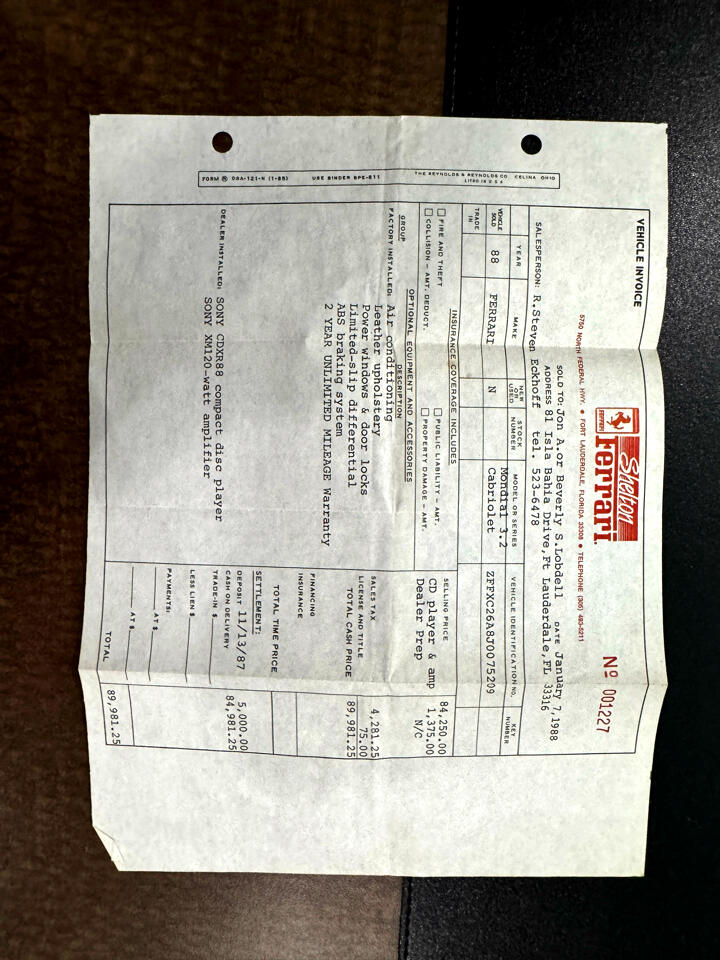 FORM ® DSA-121-N (1-85) USE BINDER BPE-611 THE REYNOLDS & REYNOLDS CO. CELINA, OHIO
LITHO IN U.S.A.
VEHICLE INVOICE
Shelton
Ferrari
Nº 001227
5750 NORTH FEDERAL HWY. • FORT LAUDERDALE, FLORIDA 33308 • TELEPHONE (305) 493-5211
SOLD TO: Jon A.or Beverly S.Lobdell DATE January 7,1988
ADDRESS 81 Isla Bahia Drive,Ft Lauderdale,FL 33316
SALESPERSON: R.Steven Eckhoff tel. 523-6478
YEAR MAKE NEW OR USED STOCK NUMBER MODEL OR SERIES VEHICLE IDENTIFICATION NO. KEY NUMBER
VEHICLE SOLD 88 FERRARI N Mondial 3.2 Cabriolet ZFFXC26A8J0075209
TRADE IN
INSURANCE COVERAGE INCLUDES
FIRE AND THEFT PUBLIC LIABILITY - AMT.
COLLISION - AMT. DEDUCT. PROPERTY DAMAGE - AMT.
OPTIONAL EQUIPMENT AND ACCESSORIES
GROUP DESCRIPTION
FACTORY INSTALLED: Air conditioning
Leather upholstery
Power windows & door locks
Limited-slip differential
ABS braking system
2 YEAR UNLIMITED MILEAGE Warranty
DEALER INSTALLED: SONY CDXR88 compact disc player
SONY XM120-watt amplifier
SELLING PRICE 84,250.00
CD player & amp 1,375.00
Dealer Prep N/C
SALES TAX 4,281.25
LICENSE AND TITLE 75.00
TOTAL CASH PRICE 89,981.25
FINANCING
INSURANCE
TOTAL TIME PRICE
SETTLEMENT:
DEPOSIT 11/13/87 5,000.00
CASH ON DELIVERY 84,981.25
TRADE-IN $
LESS LIEN $
PAYMENTS:
AT $
AT $
TOTAL 89,981.25